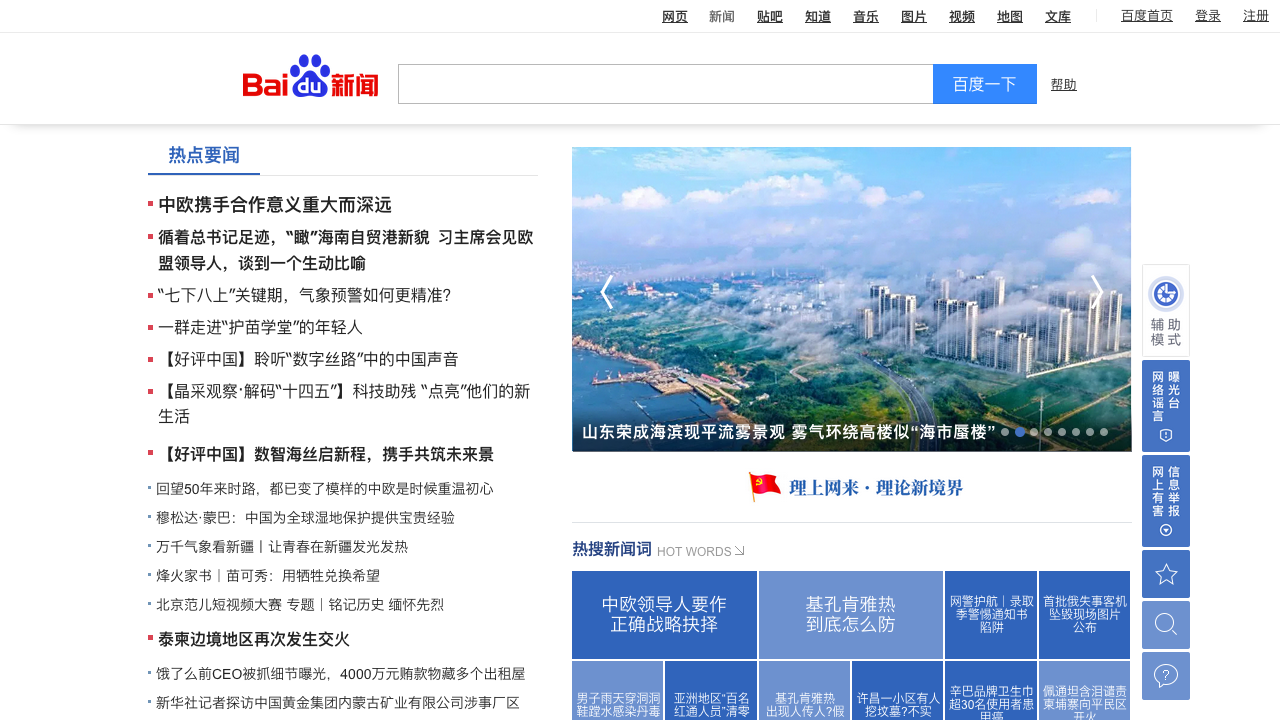 网页 新闻 贴吧 知道 音乐 图片 视频 地图 文库 百度首页 登录 注册
Bai du 新闻 百度一下 帮助
热点要闻
中欧携手合作意义重大而深远
循着总书记足迹，“瞰”海南自贸港新貌 习主席会见欧
盟领导人，谈到一个生动比喻
“七下八上”关键期，气象预警如何更精准？
一群走进“护苗学堂”的年轻人
【好评中国】聆听“数字丝路”中的中国声音
【晶采观察·解码“十四五”】科技助残 “点亮”他们的新
生活
【好评中国】数智海丝启新程，携手共筑未来景
回望50年来时路，都已变了模样的中欧是时候重温初心
穆松达·蒙巴：中国为全球湿地保护提供宝贵经验
万千气象看新疆丨让青春在新疆发光发热
烽火家书｜苗可秀：用牺牲兑换希望
北京范儿短视频大赛 专题｜铭记历史 缅怀先烈
泰柬边境地区再次发生交火
饿了么前CEO被抓细节曝光，4000万元贿款物藏多个出租屋
新华社记者探访中国黄金集团内蒙古矿业有限公司涉事厂区
山东荣成海滨现平流雾景观 雾气环绕高楼似“海市蜃楼”
理上网来·理论新境界
热搜新闻词 HOT WORDS
中欧领导人要作
正确战略抉择
基孔肯雅热
到底怎么防
网警护航｜录取
季警惕通知书
陷阱
首批俄失事客机
坠毁现场图片
公布
男子雨天穿洞洞
鞋蹚水感染丹毒
亚洲地区“百名
红通人员”清零
基孔肯雅热
出现人传人?假
许昌一小区有人
挖坟墓?不实
辛巴品牌卫生巾
超30名使用者患
甲癌
佩通坦含泪谴责
柬埔寨向平民区
开火
辅助
模式
网络谣言
曝光台
网上有害
信息举报